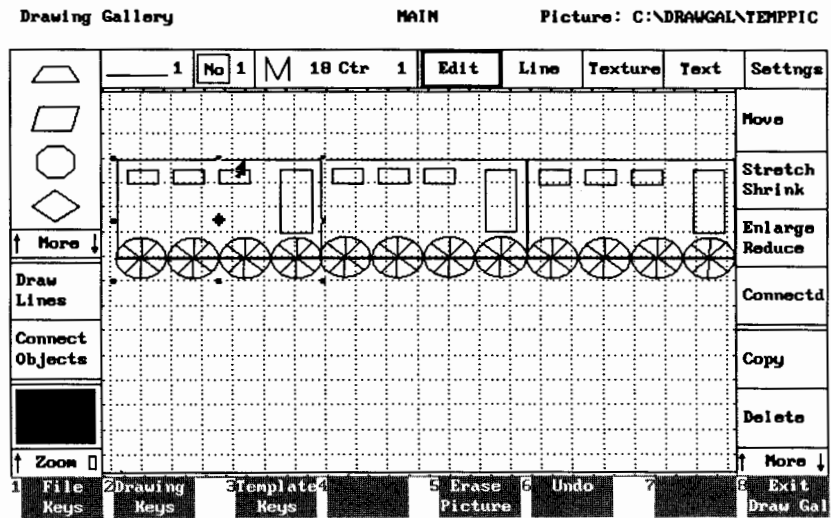 Drawing Gallery MAIN Picture: C:\DRAWGAL\TEMPPIC
1 No 1 M 18 Ctr 1 Edit Line Texture Text Settngs
Move
Stretch
Shrink
Enlarge
Reduce
Connectd
Copy
Delete
↑ More ↓
↑ More ↓
Draw
Lines
Connect
Objects
↑ Zoom
1 File
Keys
2 Drawing
Keys
3 Template
Keys
4
5 Erase
Picture
6 Undo
7
8 Exit
Draw Gal